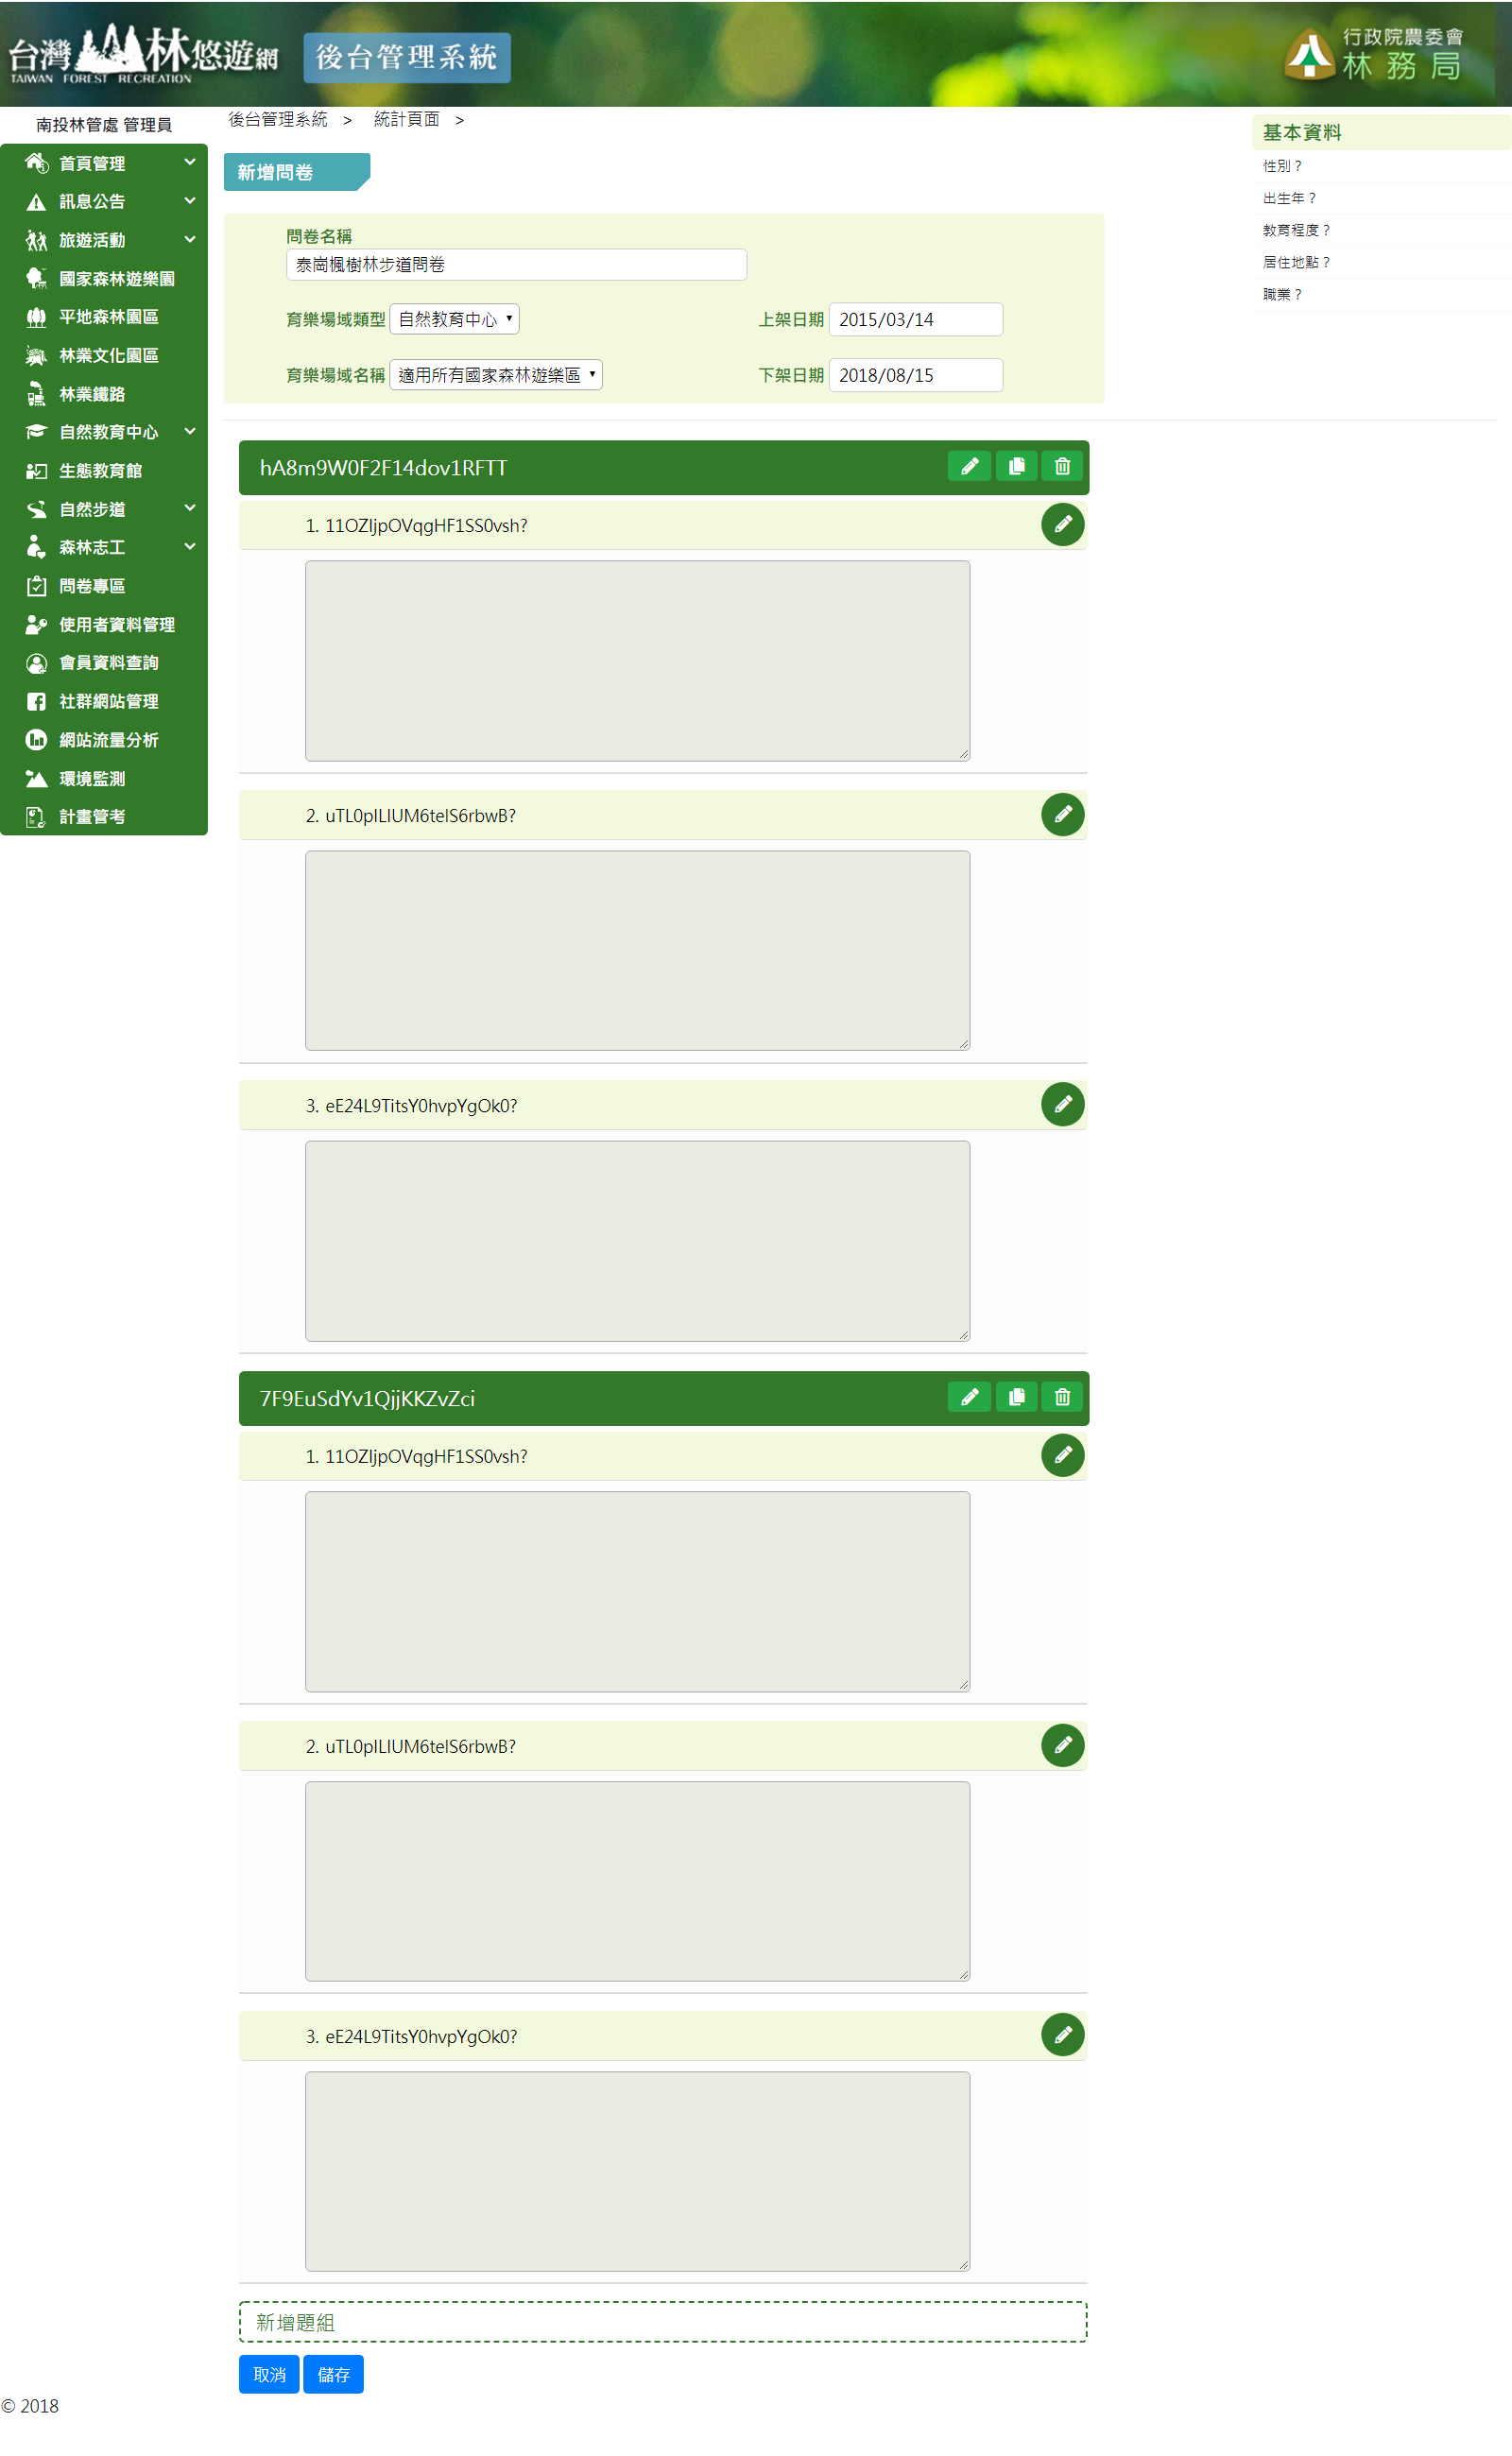 台灣山林悠遊網
TAIWAN FOREST RECREATION
後台管理系統
行政院農委會
林務局
南投林管處 管理員
首頁管理
訊息公告
旅遊活動
國家森林遊樂園
平地森林園區
林業文化園區
林業鐵路
自然教育中心
生態教育館
自然步道
森林志工
問卷專區
使用者資料管理
會員資料查詢
社群網站管理
網站流量分析
環境監測
計畫管考
後台管理系統 > 統計頁面 >
新增問卷
問卷名稱
泰崗楓樹林步道問卷
育樂場域類型 自然教育中心 上架日期 2015/03/14
育樂場域名稱 適用所有國家森林遊樂區 下架日期 2018/08/15
基本資料
性別？
出生年？
教育程度？
居住地點？
職業？
hA8m9W0F2F14dov1RFTT
1. 11OZIjpOVqgHF1SS0vsh?
2. uTL0pILIUM6teIS6rbwB?
3. eE24L9TitsY0hvpYgOk0?
7F9EuSdYv1QjjKKZvZci
1. 11OZIjpOVqgHF1SS0vsh?
2. uTL0pILIUM6teIS6rbwB?
3. eE24L9TitsY0hvpYgOk0?
新增題組
取消 儲存
© 2018